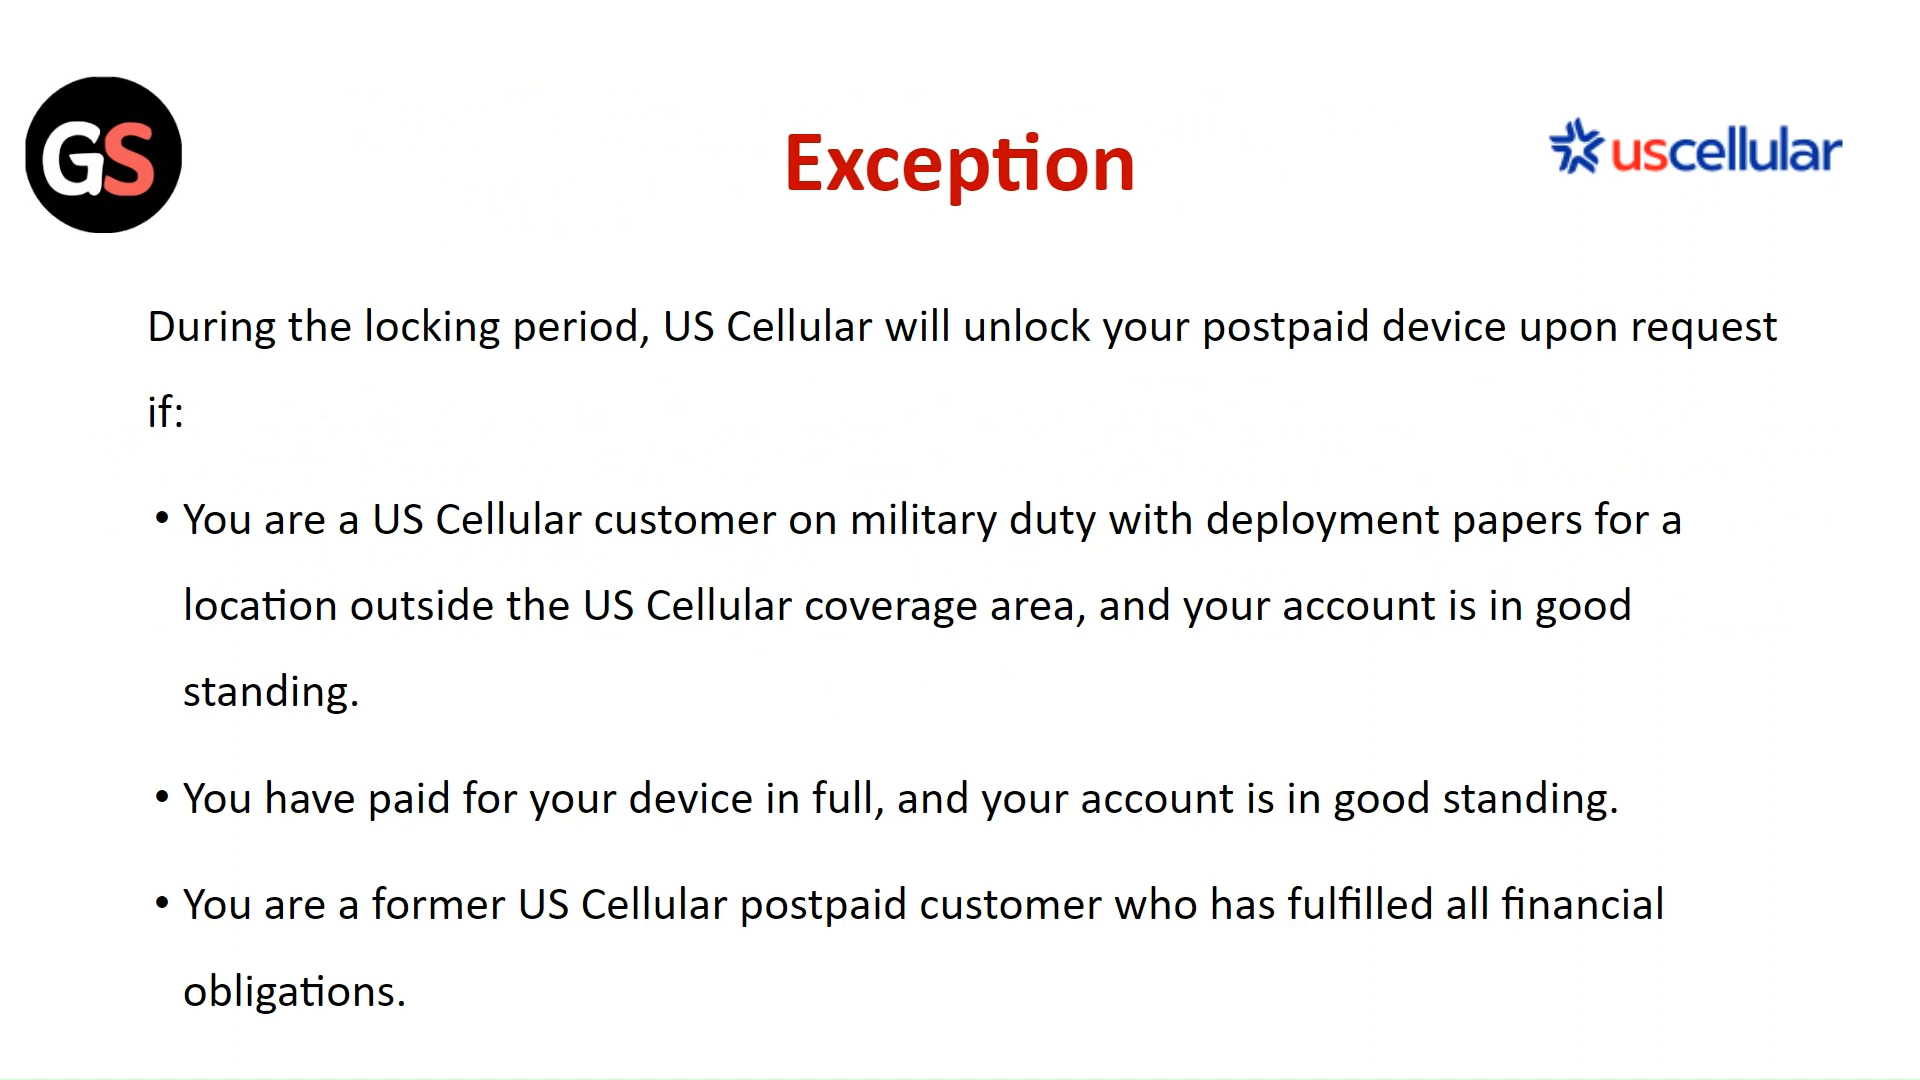 GS
Exception
uscellular
During the locking period, US Cellular will unlock your postpaid device upon request
if:
• You are a US Cellular customer on military duty with deployment papers for a
location outside the US Cellular coverage area, and your account is in good
standing.
• You have paid for your device in full, and your account is in good standing.
• You are a former US Cellular postpaid customer who has fulfilled all financial
obligations.